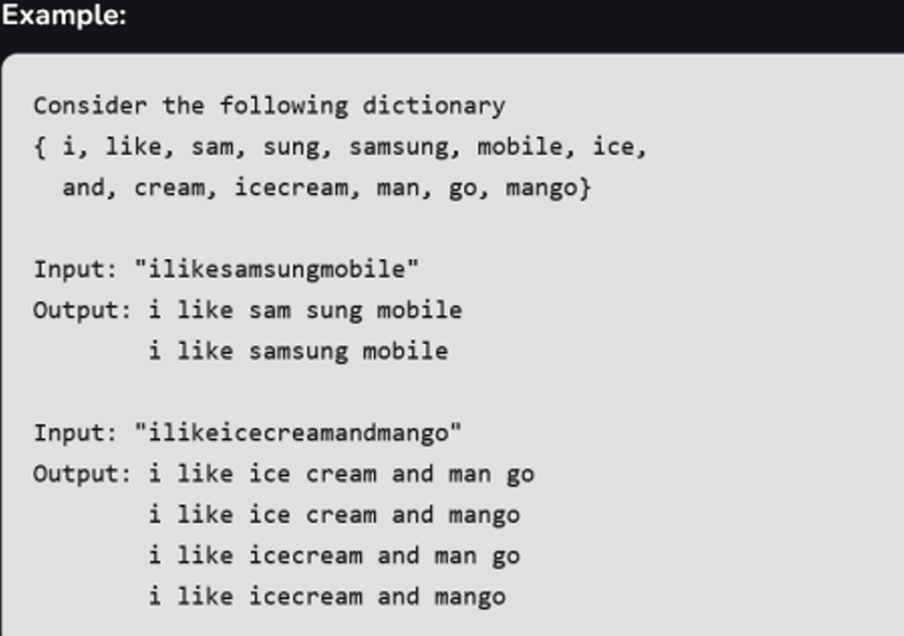 Example:
Consider the following dictionary
{ i, like, sam, sung, samsung, mobile, ice,
and, cream, icecream, man, go, mango}
Input: "ilikesamsungmobile"
Output: i like sam sung mobile
i like samsung mobile
Input: "ilikeicecreamandmango"
Output: i like ice cream and man go
i like ice cream and mango
i like icecream and man go
i like icecream and mango